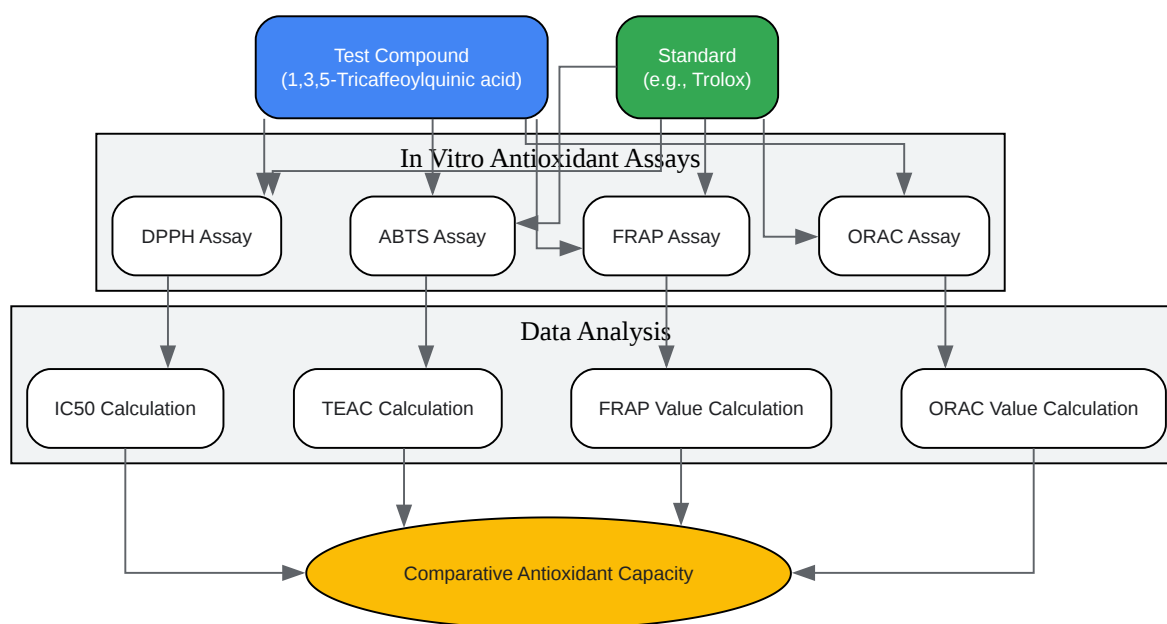 Test Compound
(1,3,5-Tricaffeoylquinic acid)
Standard
(e.g., Trolox)
In Vitro Antioxidant Assays
DPPH Assay
ABTS Assay
FRAP Assay
ORAC Assay
Data Analysis
IC50 Calculation
TEAC Calculation
FRAP Value Calculation
ORAC Value Calculation
Comparative Antioxidant Capacity